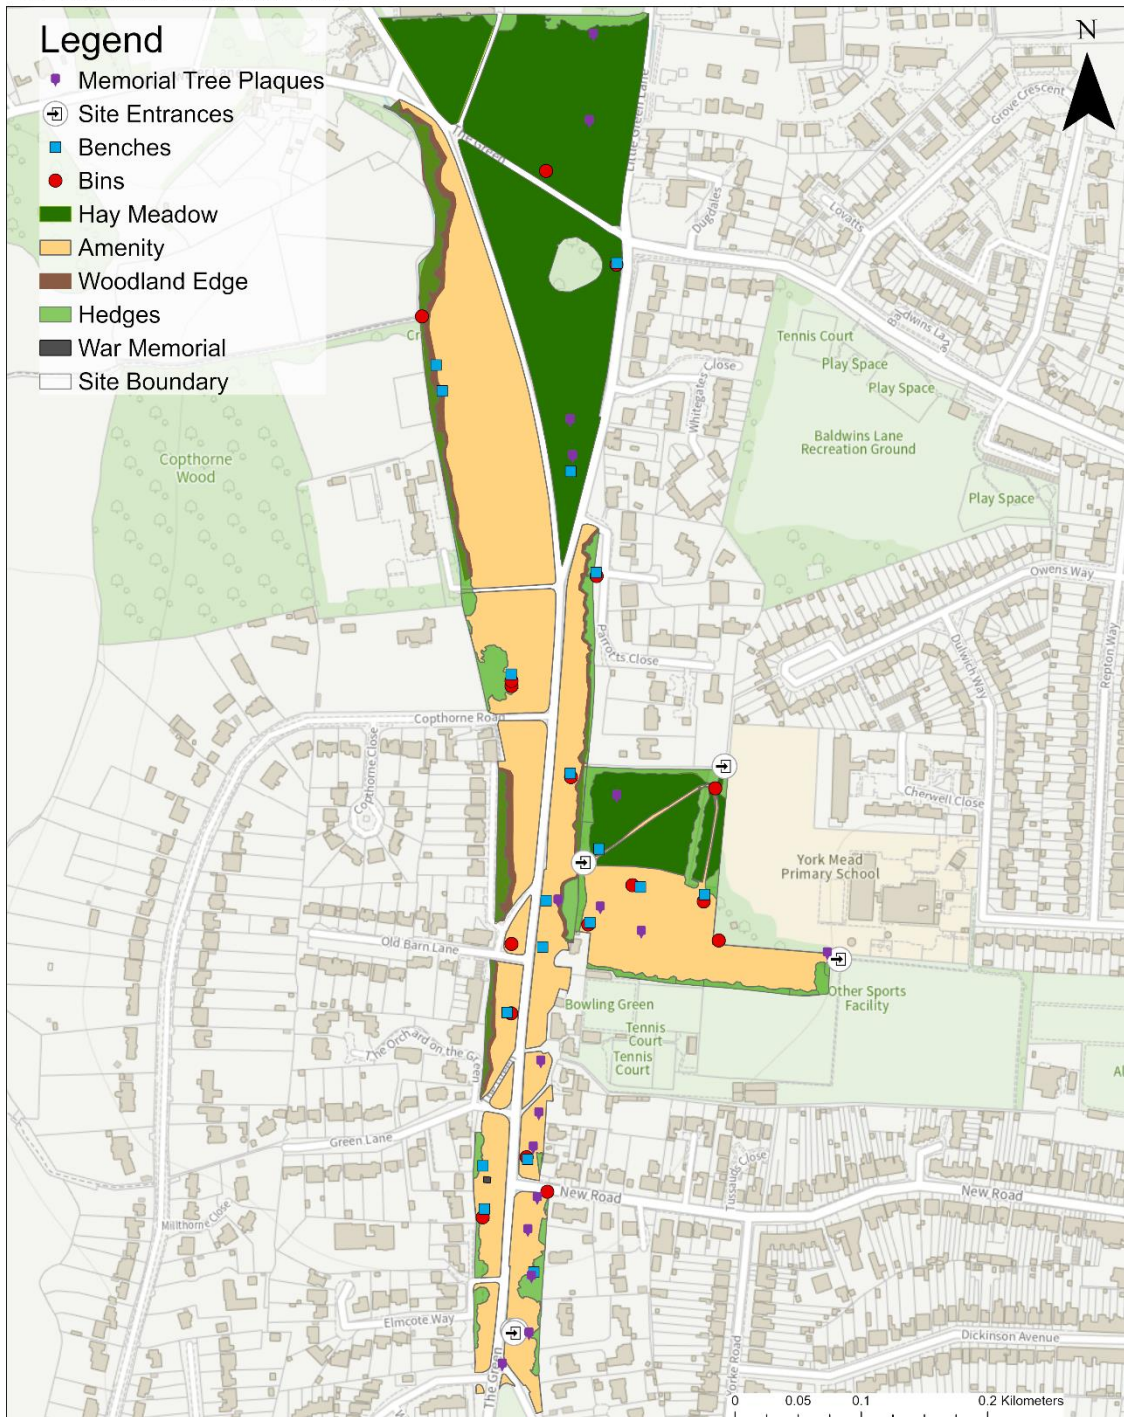 Legend
Memorial Tree Plaques
Site Entrances
Benches
Bins
Hay Meadow
Amenity
Woodland Edge
Hedges
War Memorial
Site Boundary
N
The Green
Little Green Lane
Grove Crescent
Dugdales
Lovatts
Tennis Court
Play Space
Play Space
Whitegates Close
Baldwins Lane
Recreation Ground
Play Space
Copthorne
Wood
Owens Way
Parrotts Close
Dulwich Way
Repton Way
Copthorne Road
Copthorne Close
Cherwell Close
York Mead
Primary School
Old Barn Lane
Other Sports
Facility
Bowling Green
Tennis
Court
Tennis
Court
The Orchard on the Green
Green Lane
Tussauds Close
New Road
New Road
Millthorne Close
Elmcote Way
The Green
Yorke Road
Dickinson Avenue
0 0.05 0.1 0.2 Kilometers